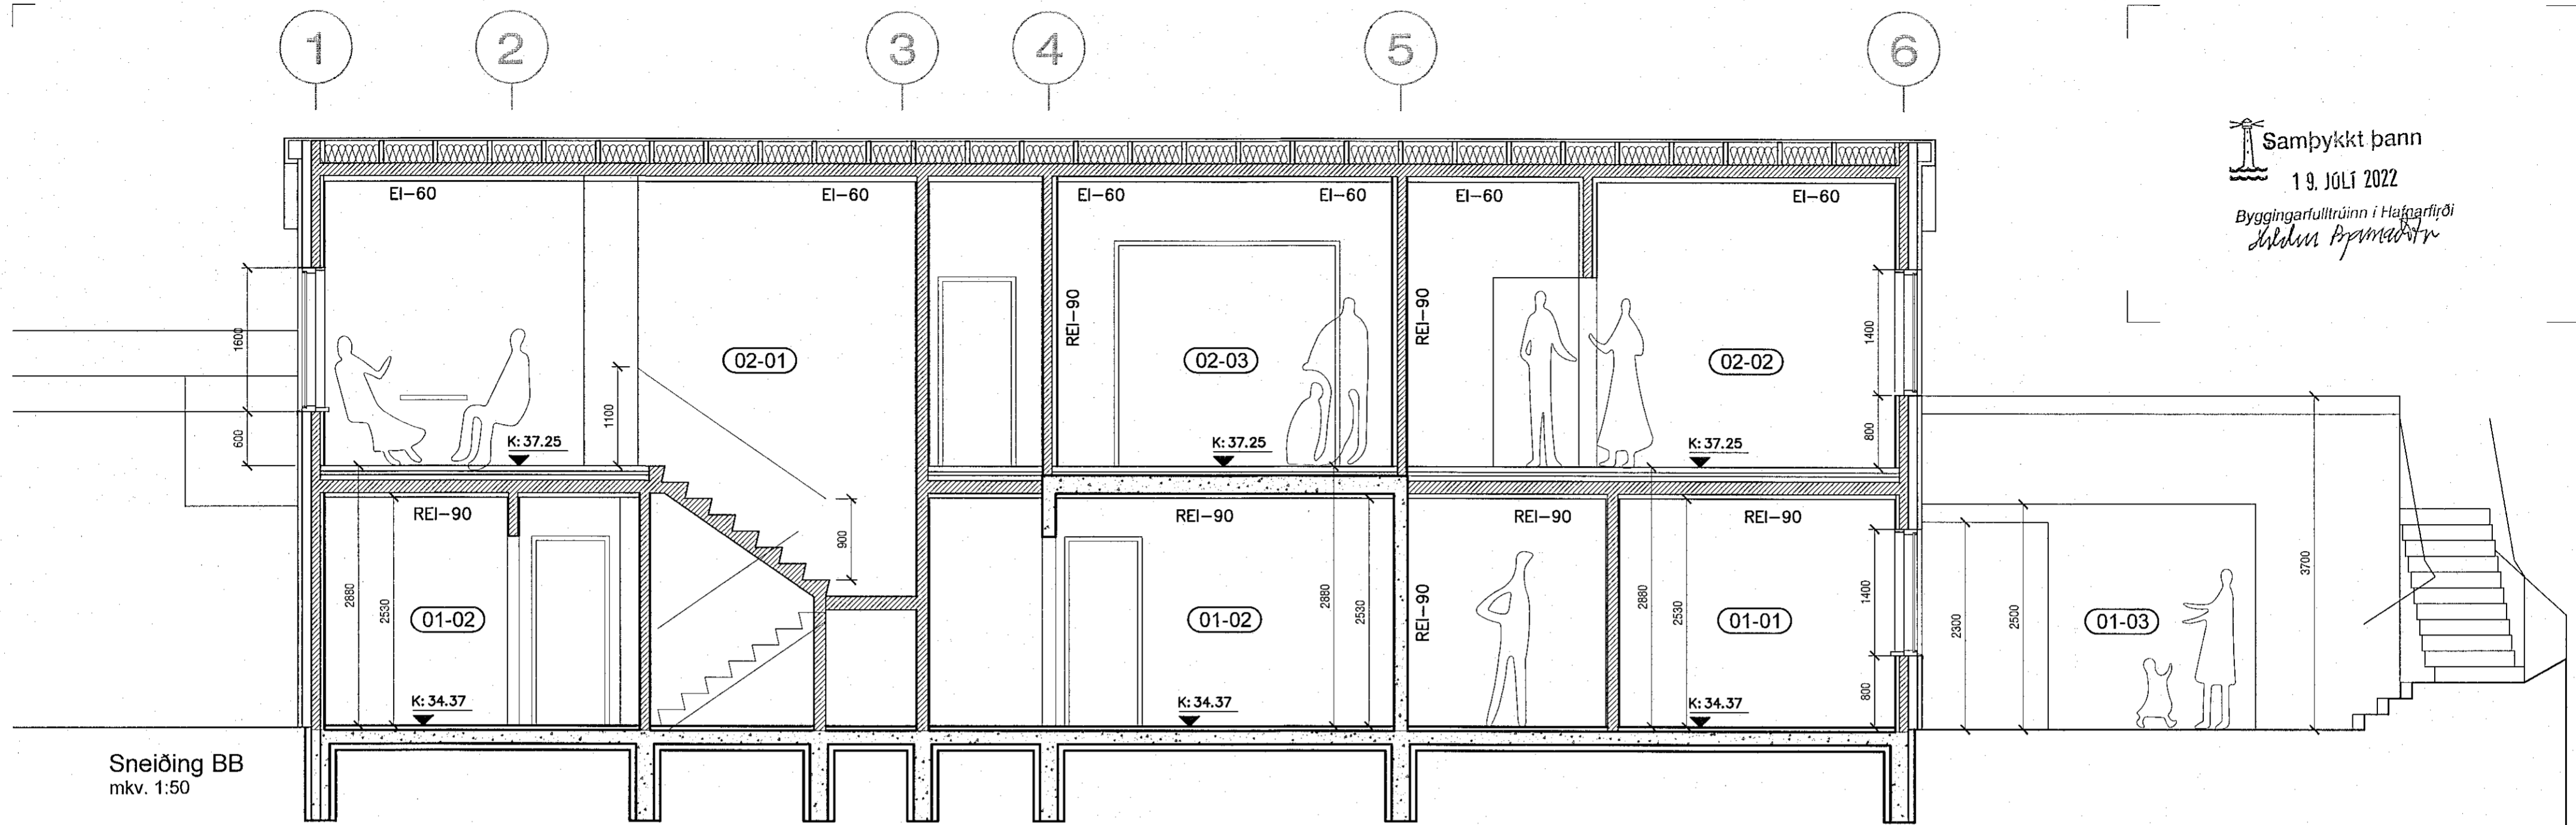 1 2 3 4 5 6
Samþykkt þann
19. JÚLÍ 2022
Byggingarfulltrúinn í Hafnarfirði
EI-60 EI-60 EI-60 EI-60 EI-60 EI-60
REI-90 REI-90
1600 1400
02-01 02-03 02-02
1100
600 800
K: 37.25 K: 37.25 K: 37.25
REI-90 REI-90 REI-90 REI-90
900
3700
2880 2530 2880 2530 2880 2530 1400
REI-90
2300 2500
01-02 01-02 01-01 01-03
800
K: 34.37 K: 34.37 K: 34.37
Sneiðing BB
mkv. 1:50